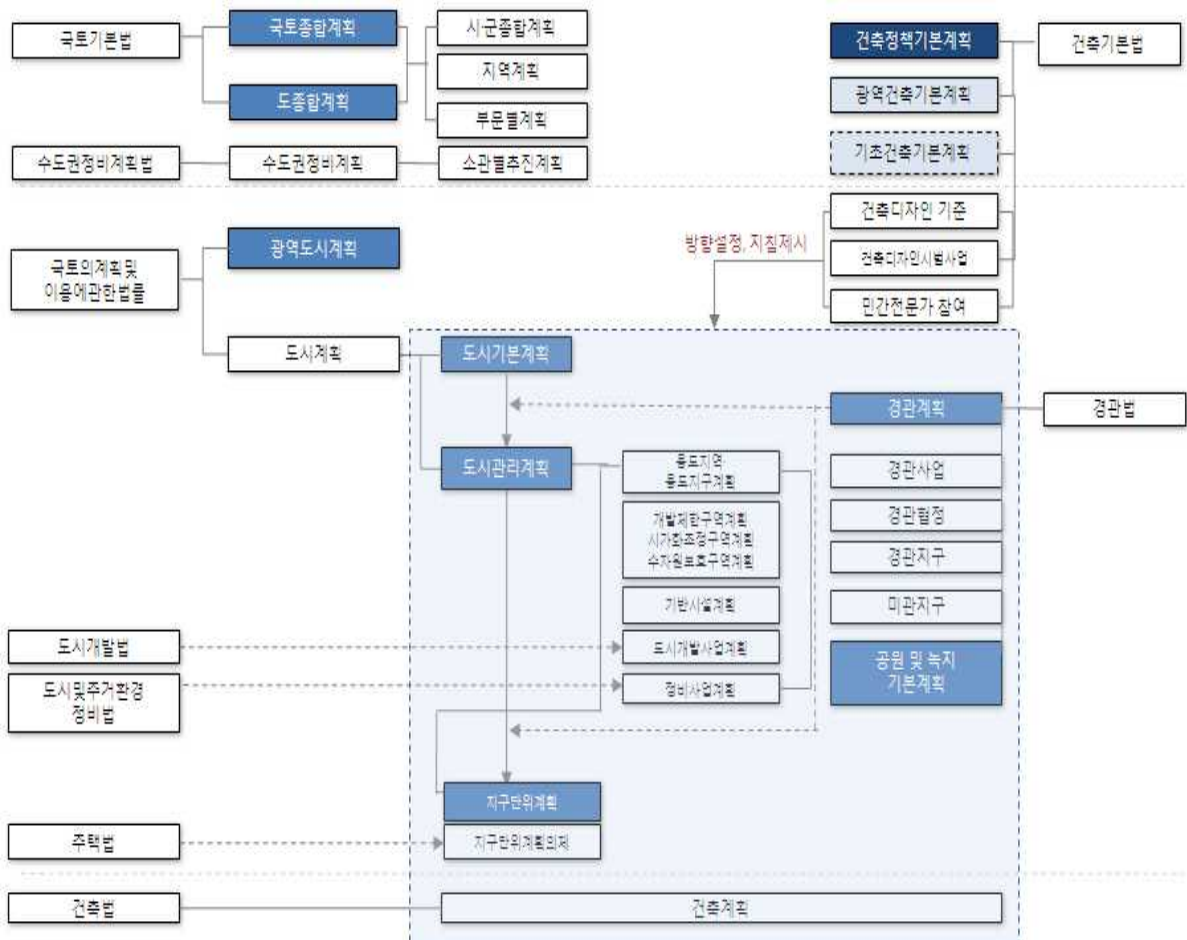 국토기본법
국토종합계획
도종합계획
시·군종합계획
지역계획
부문별계획
건축정책기본계획
건축기본법
광역건축기본계획
기초건축기본계획
수도권정비계획법
수도권정비계획
소관별추진계획
건축디자인 기준
건축디자인시범사업
민간전문가 참여
방향설정, 지침제시
국토의계획및
이용에관한법률
광역도시계획
도시계획
도시기본계획
경관계획
경관법
도시관리계획
용도지역
용도지구계획
개발제한구역계획
시가화조정구역계획
수자원보호구역계획
기반시설계획
도시개발사업계획
정비사업계획
경관사업
경관협정
경관지구
미관지구
공원 및 녹지
기본계획
도시개발법
도시및주거환경
정비법
지구단위계획
지구단위계획의제
주택법
건축법
건축계획